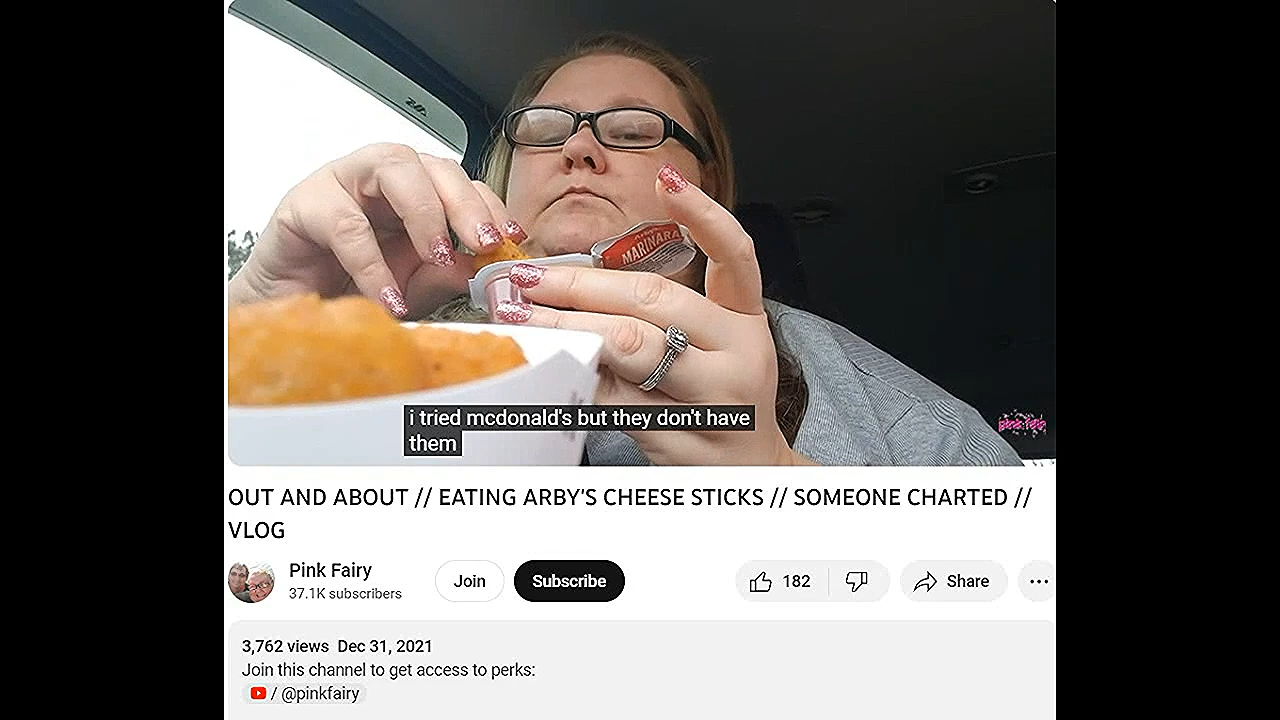 MARINARA
i tried mcdonald's but they don't have
them
OUT AND ABOUT // EATING ARBY'S CHEESE STICKS // SOMEONE CHARTED //
VLOG
Pink Fairy
37.1K subscribers
Join
Subscribe
182
Share
3,762 views Dec 31, 2021
Join this channel to get access to perks:
/ @pinkfairy